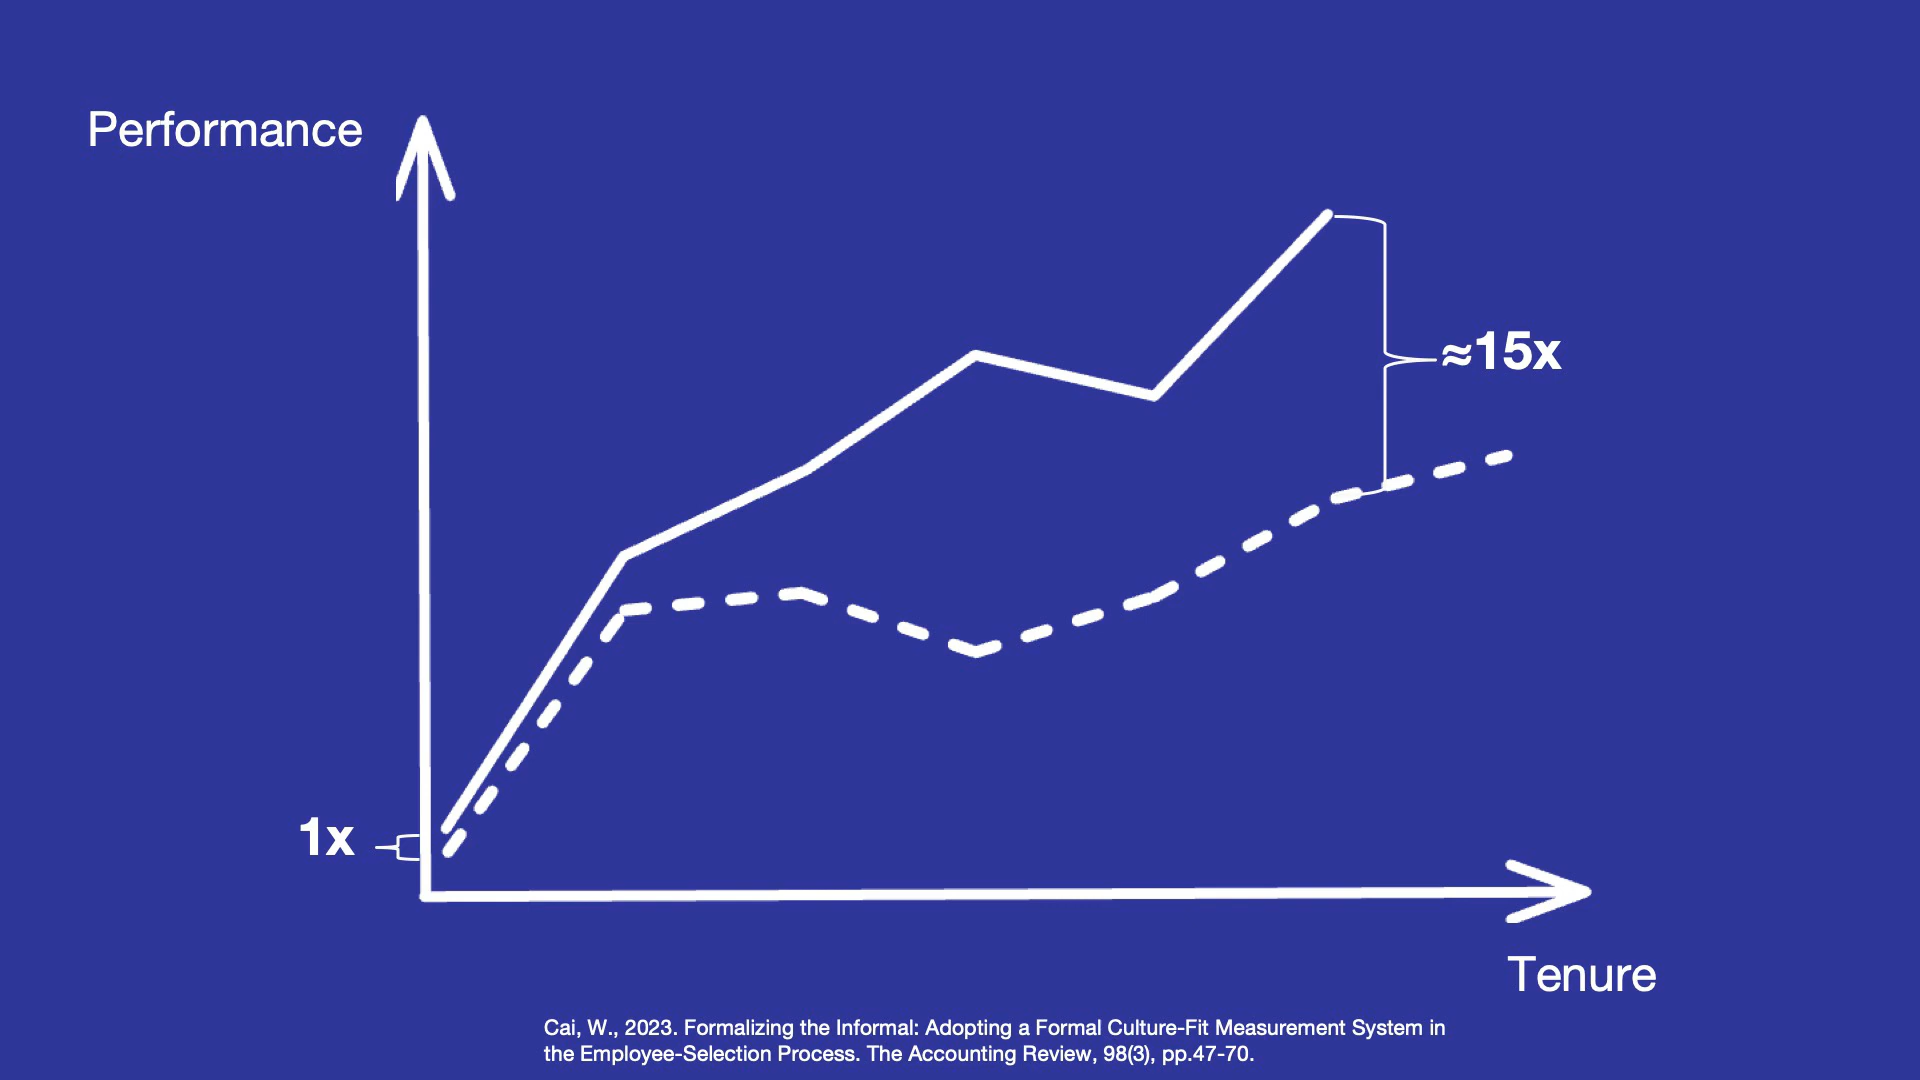 Performance
≈15x
1x
Tenure
Cai, W., 2023. Formalizing the Informal: Adopting a Formal Culture-Fit Measurement System in
the Employee-Selection Process. The Accounting Review, 98(3), pp.47-70.